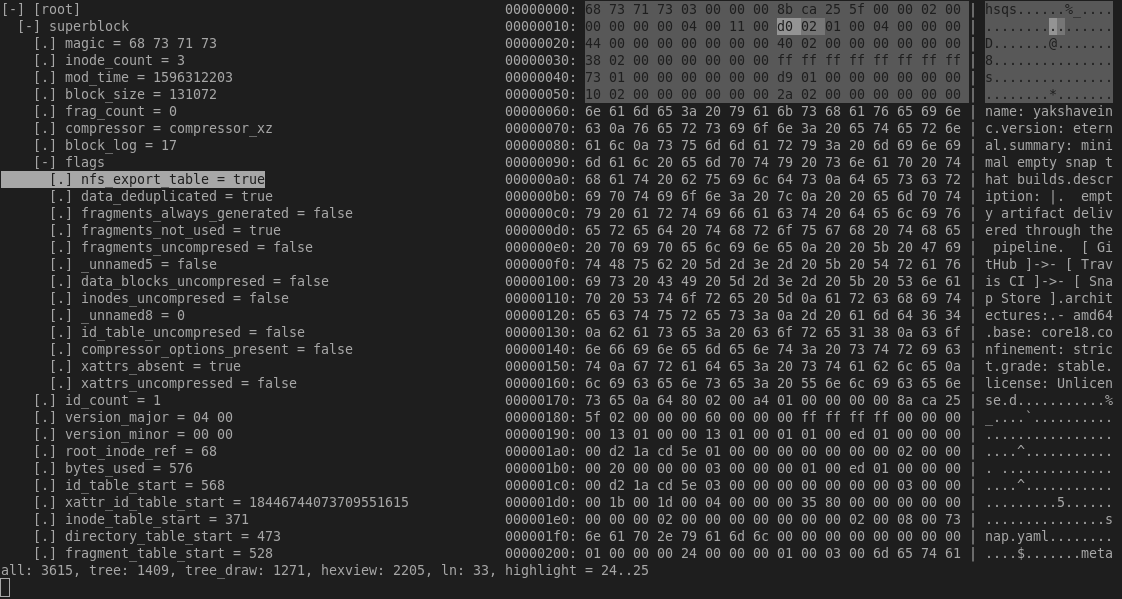 [-] [root] 00000000: 68 73 71 73 03 00 00 00 8b ca 25 5f 00 00 02 00 | hsqs......%_....
[-] superblock 00000010: 00 00 00 00 04 00 11 00 d0 02 01 00 04 00 00 00 | ................
[.] magic = 68 73 71 73 00000020: 44 00 00 00 00 00 00 00 40 02 00 00 00 00 00 00 | D.......@.......
[.] inode_count = 3 00000030: 38 02 00 00 00 00 00 00 ff ff ff ff ff ff ff ff | 8...............
[.] mod_time = 1596312203 00000040: 73 01 00 00 00 00 00 00 d9 01 00 00 00 00 00 00 | s...............
[.] block_size = 131072 00000050: 10 02 00 00 00 00 00 00 2a 02 00 00 00 00 00 00 | ........*.......
[.] frag_count = 0 00000060: 6e 61 6d 65 3a 20 79 61 6b 73 68 61 76 65 69 6e | name: yakshavein
[.] compressor = compressor_xz 00000070: 63 0a 76 65 72 73 69 6f 6e 3a 20 65 74 65 72 6e | c.version: etern
[.] block_log = 17 00000080: 61 6c 0a 73 75 6d 6d 61 72 79 3a 20 6d 69 6e 69 | al.summary: mini
[-] flags 00000090: 6d 61 6c 20 65 6d 70 74 79 20 73 6e 61 70 20 74 | mal empty snap t
[.] nfs_export_table = true 000000a0: 68 61 74 20 62 75 69 6c 64 73 0a 64 65 73 63 72 | hat builds.descr
[.] data_deduplicated = true 000000b0: 69 70 74 69 6f 6e 3a 20 7c 0a 20 20 65 6d 70 74 | iption: |.  empt
[.] fragments_always_generated = false 000000c0: 79 20 61 72 74 69 66 61 63 74 20 64 65 6c 69 76 | y artifact deliv
[.] fragments_not_used = true 000000d0: 65 72 65 64 20 74 68 72 6f 75 67 68 20 74 68 65 | ered through the
[.] fragments_uncompresed = false 000000e0: 20 70 69 70 65 6c 69 6e 65 0a 20 20 5b 20 47 69 |  pipeline.  [ Gi
[.] _unnamed5 = false 000000f0: 74 48 75 62 20 5d 2d 3e 2d 20 5b 20 54 72 61 76 | tHub ]->- [ Trav
[.] data_blocks_uncompresed = false 00000100: 69 73 20 43 49 20 5d 2d 3e 2d 20 5b 20 53 6e 61 | is CI ]->- [ Sna
[.] inodes_uncompresed = false 00000110: 70 20 53 74 6f 72 65 20 5d 0a 61 72 63 68 69 74 | p Store ].archit
[.] _unnamed8 = 0 00000120: 65 63 74 75 72 65 73 3a 0a 2d 20 61 6d 64 36 34 | ectures:.- amd64
[.] id_table_uncompresed = false 00000130: 0a 62 61 73 65 3a 20 63 6f 72 65 31 38 0a 63 6f | .base: core18.co
[.] compressor_options_present = false 00000140: 6e 66 69 6e 65 6d 65 6e 74 3a 20 73 74 72 69 63 | nfinement: stric
[.] xattrs_absent = true 00000150: 74 0a 67 72 61 64 65 3a 20 73 74 61 62 6c 65 0a | t.grade: stable.
[.] xattrs_uncompressed = false 00000160: 6c 69 63 65 6e 73 65 3a 20 55 6e 6c 69 63 65 6e | license: Unlicen
[.] id_count = 1 00000170: 73 65 0a 64 80 02 00 a4 01 00 00 00 00 8a ca 25 | se.d...........%
[.] version_major = 04 00 00000180: 5f 02 00 00 00 60 00 00 00 ff ff ff ff 00 00 00 | _....`..........
[.] version_minor = 00 00 00000190: 00 13 01 00 00 13 01 00 01 01 00 ed 01 00 00 00 | ................
[.] root_inode_ref = 68 000001a0: 00 d2 1a cd 5e 01 00 00 00 00 00 00 00 02 00 00 | ....^...........
[.] bytes_used = 576 000001b0: 00 20 00 00 00 03 00 00 00 01 00 ed 01 00 00 00 | . ..............
[.] id_table_start = 568 000001c0: 00 d2 1a cd 5e 03 00 00 00 00 00 00 00 03 00 00 | ....^...........
[.] xattr_id_table_start = 18446744073709551615 000001d0: 00 1b 00 1d 00 04 00 00 00 35 80 00 00 00 00 00 | .........5......
[.] inode_table_start = 371 000001e0: 00 00 00 02 00 00 00 00 00 00 00 02 00 08 00 73 | ...............s
[.] directory_table_start = 473 000001f0: 6e 61 70 2e 79 61 6d 6c 00 00 00 00 00 00 00 00 | nap.yaml........
[.] fragment_table_start = 528 00000200: 01 00 00 00 24 00 00 00 01 00 03 00 6d 65 74 61 | ....$.......meta
all: 3615, tree: 1409, tree_draw: 1271, hexview: 2205, ln: 33, highlight = 24..25